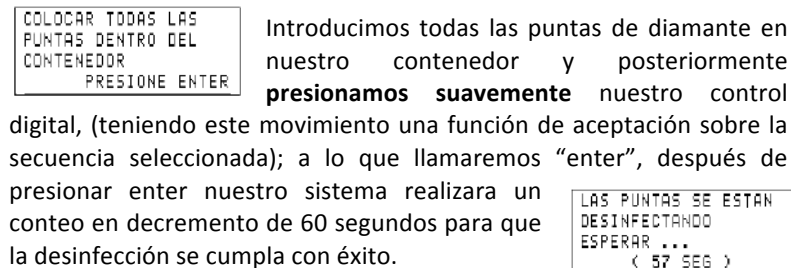 COLOCAR TODAS LAS
PUNTAS DENTRO DEL
CONTENEDOR
PRESIONE ENTER
Introducimos todas las puntas de diamante en
nuestro contenedor y posteriormente
presionamos suavemente nuestro control
digital, (teniendo este movimiento una función de aceptación sobre la
secuencia seleccionada); a lo que llamaremos “enter”, después de
presionar enter nuestro sistema realizara un
conteo en decremento de 60 segundos para que
la desinfección se cumpla con éxito.
LAS PUNTAS SE ESTAN
DESINFECTANDO
ESPERAR ...
( 57 SEG )